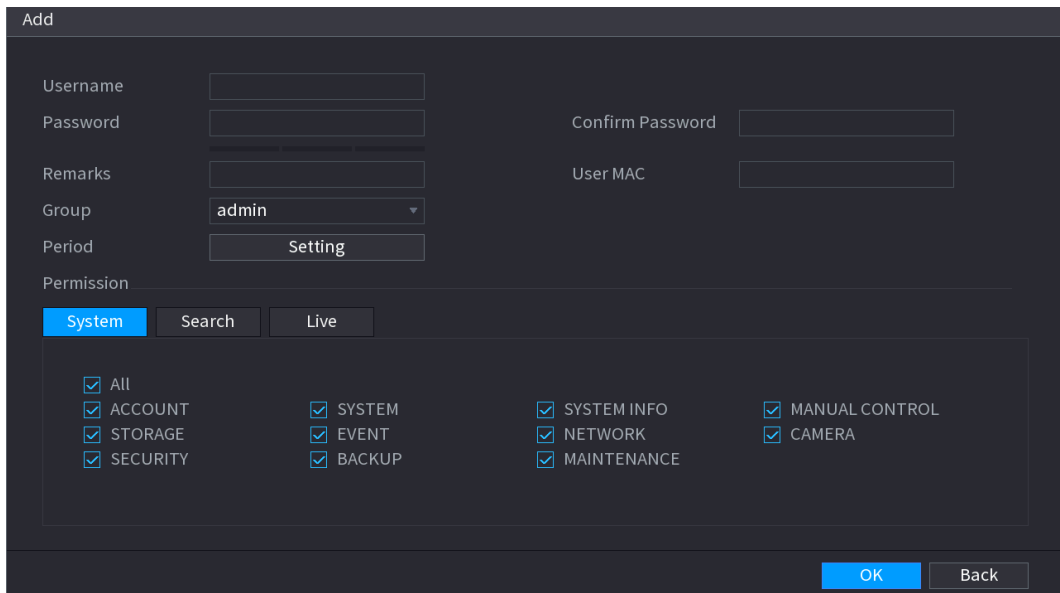 Add
Username
Password Confirm Password
Remarks User MAC
Group admin
Period Setting
Permission
System Search Live
All
ACCOUNT SYSTEM SYSTEM INFO MANUAL CONTROL
STORAGE EVENT NETWORK CAMERA
SECURITY BACKUP MAINTENANCE
OK Back